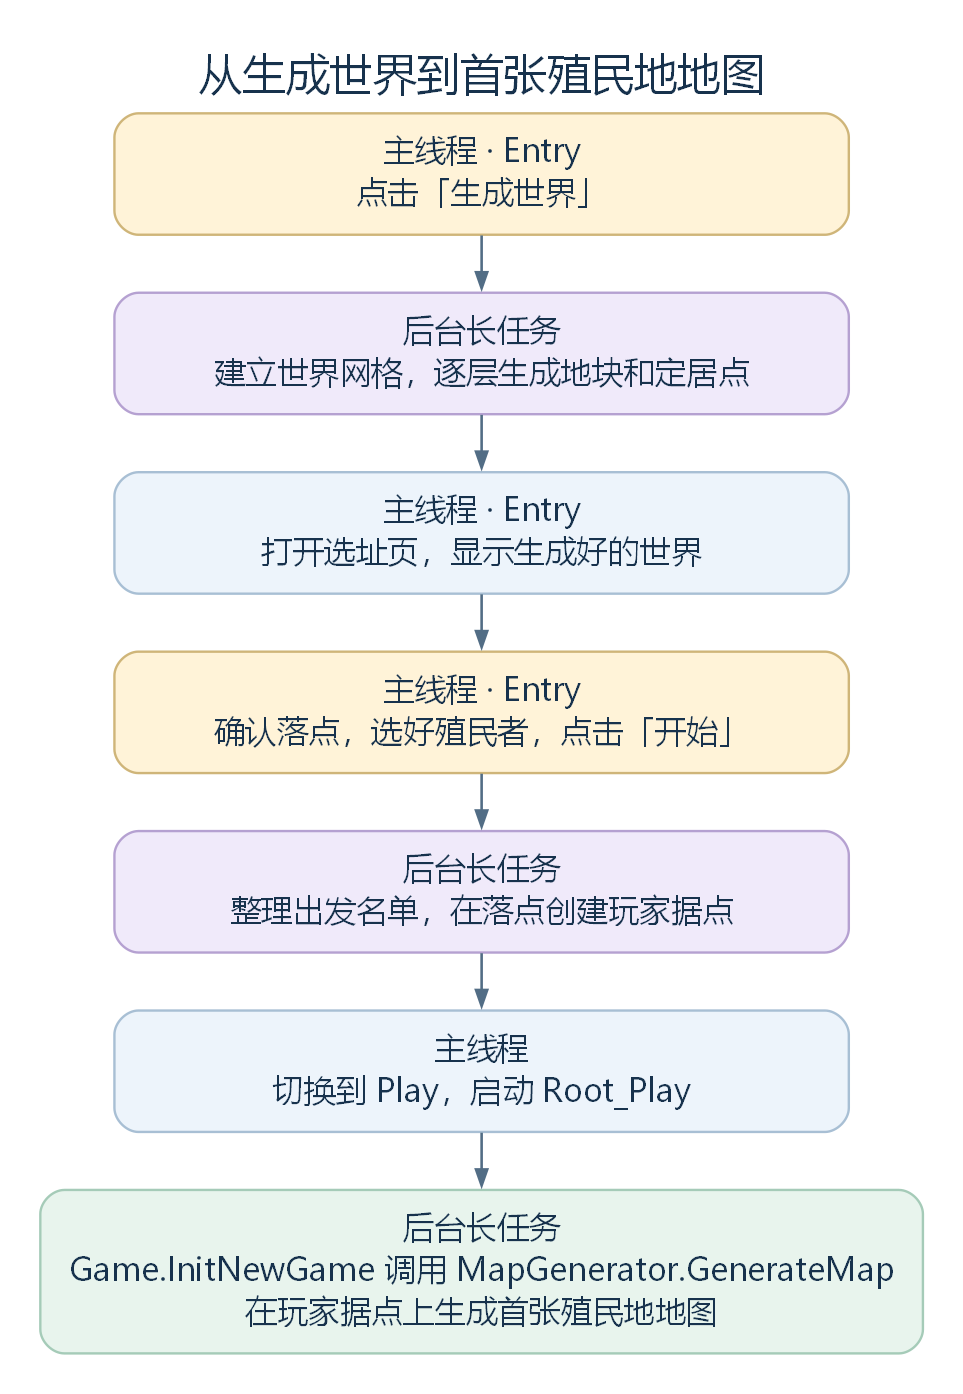 从生成世界到首张殖民地地图
主线程 · Entry
点击「生成世界」
后台长任务
建立世界网格，逐层生成地块和定居点
主线程 · Entry
打开选址页，显示生成好的世界
主线程 · Entry
确认落点，选好殖民者，点击「开始」
后台长任务
整理出发名单，在落点创建玩家据点
主线程
切换到 Play，启动 Root_Play
后台长任务
Game.InitNewGame 调用 MapGenerator.GenerateMap
在玩家据点上生成首张殖民地地图